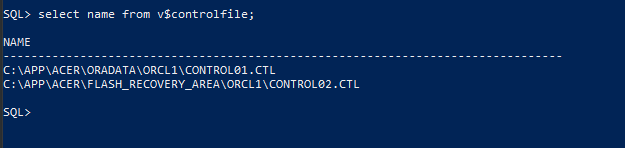 SQL> select name from v$controlfile;
NAME
--------------------------------------------------------------------------------
C:\APP\ACER\ORADATA\ORCL1\CONTROL01.CTL
C:\APP\ACER\FLASH_RECOVERY_AREA\ORCL1\CONTROL02.CTL
SQL>